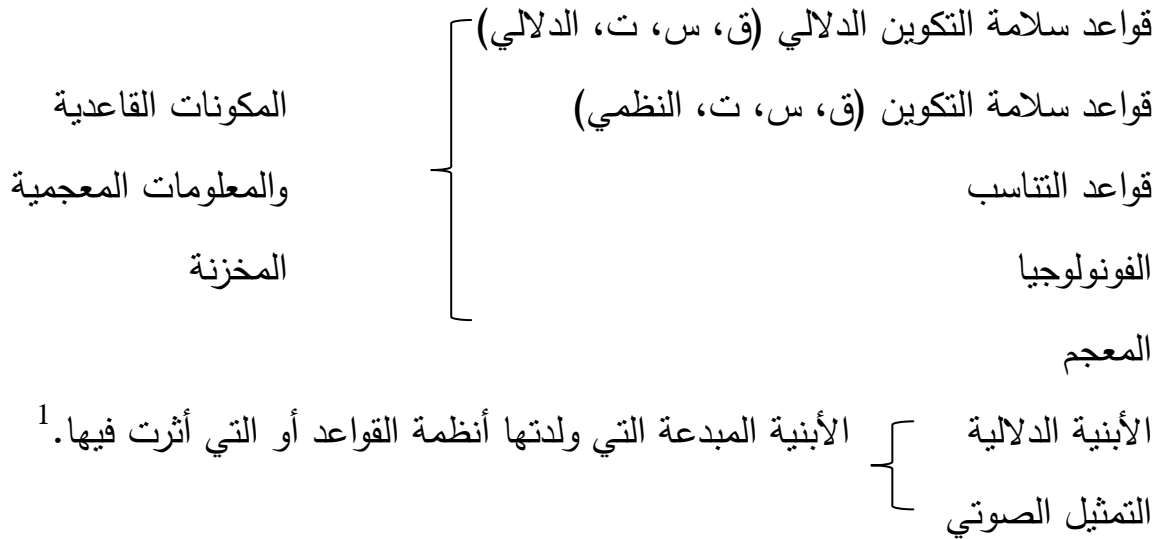 قواعد سلامة التكوين الدلالي (ق، س، ت، الدلالي)
قواعد سلامة التكوين (ق، س، ت، النظمي) المكونات القاعدية
قواعد التناسب والمعلومات المعجمية
الفونولوجيا المخزنة
المعجم
الأبنية الدلالية الأبنية المبدعة التي ولدتها أنظمة القواعد أو التي أثرت فيها.1
التمثيل الصوتي